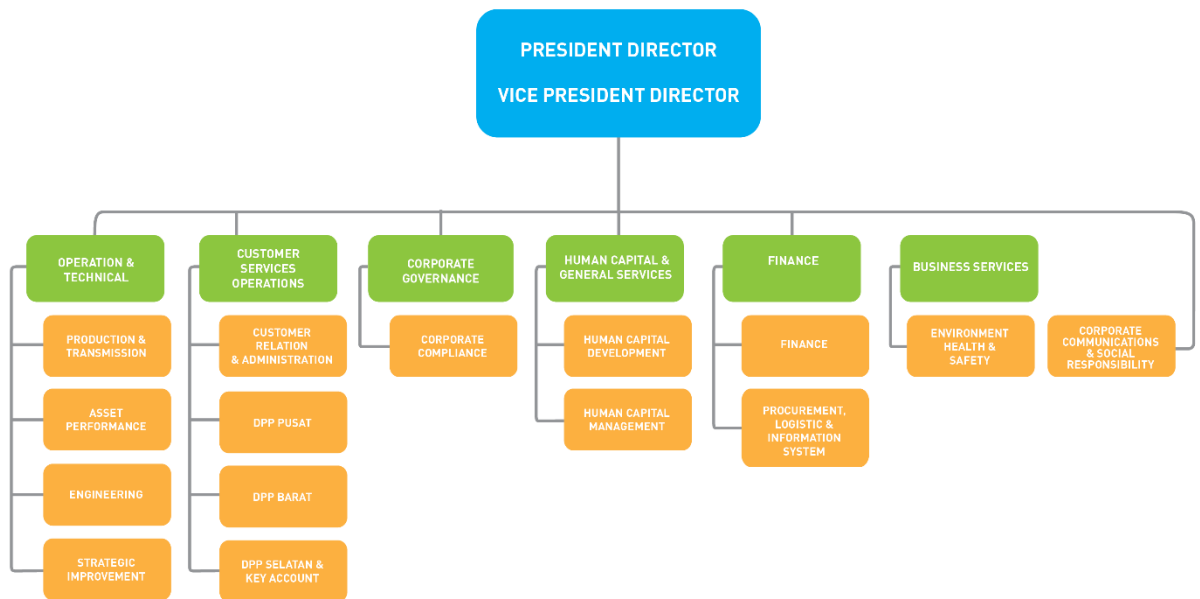 PRESIDENT DIRECTOR
VICE PRESIDENT DIRECTOR
OPERATION &
TECHNICAL
PRODUCTION &
TRANSMISSION
ASSET
PERFORMANCE
ENGINEERING
STRATEGIC
IMPROVEMENT
CUSTOMER
SERVICES
OPERATIONS
CUSTOMER
RELATION
& ADMINISTRATION
DPP PUSAT
DPP BARAT
DPP SELATAN &
KEY ACCOUNT
CORPORATE
GOVERNANCE
CORPORATE
COMPLIANCE
HUMAN CAPITAL &
GENERAL SERVICES
HUMAN CAPITAL
DEVELOPMENT
HUMAN CAPITAL
MANAGEMENT
FINANCE
FINANCE
PROCUREMENT,
LOGISTIC &
INFORMATION
SYSTEM
BUSINESS SERVICES
ENVIRONMENT
HEALTH &
SAFETY
CORPORATE
COMMUNICATIONS
& SOCIAL
RESPONSIBILITY